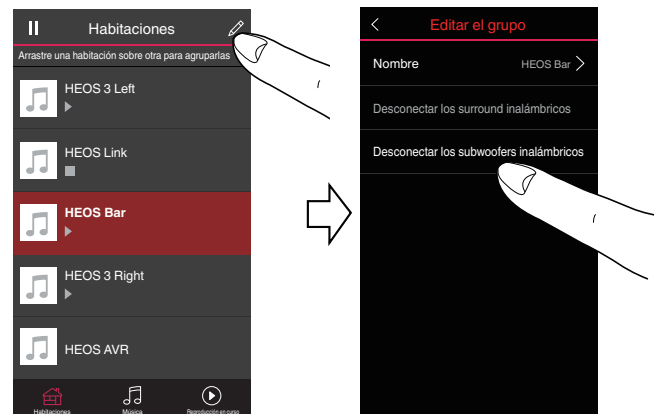 Habitaciones
Arrastre una habitación sobre otra para agruparlas
HEOS 3 Left
HEOS Link
HEOS Bar
HEOS 3 Right
HEOS AVR
Habitaciones
Música
Reproducción en curso
Editar el grupo
Nombre
HEOS Bar
Desconectar los surround inalámbricos
Desconectar los subwoofers inalámbricos